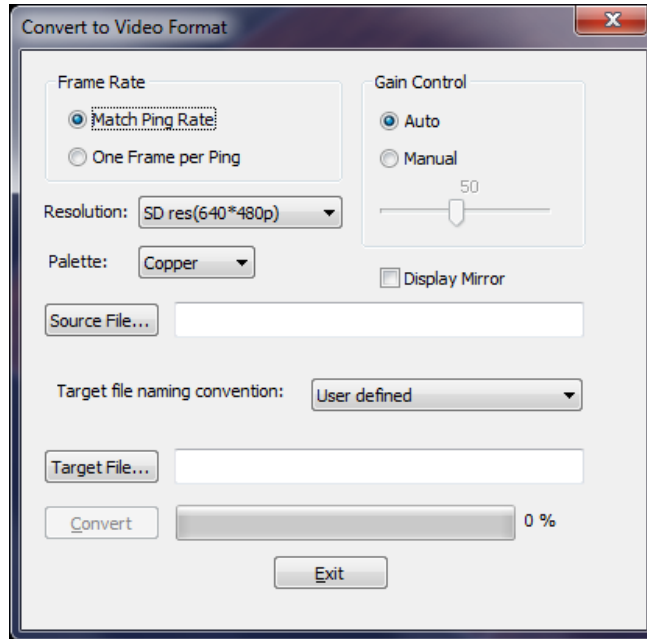 Convert to Video Format
Frame Rate
Match Ping Rate
One Frame per Ping
Gain Control
Auto
Manual
50
Resolution: SD res(640*480p)
Palette: Copper
Display Mirror
Source File...
Target file naming convention: User defined
Target File...
Convert 0 %
Exit